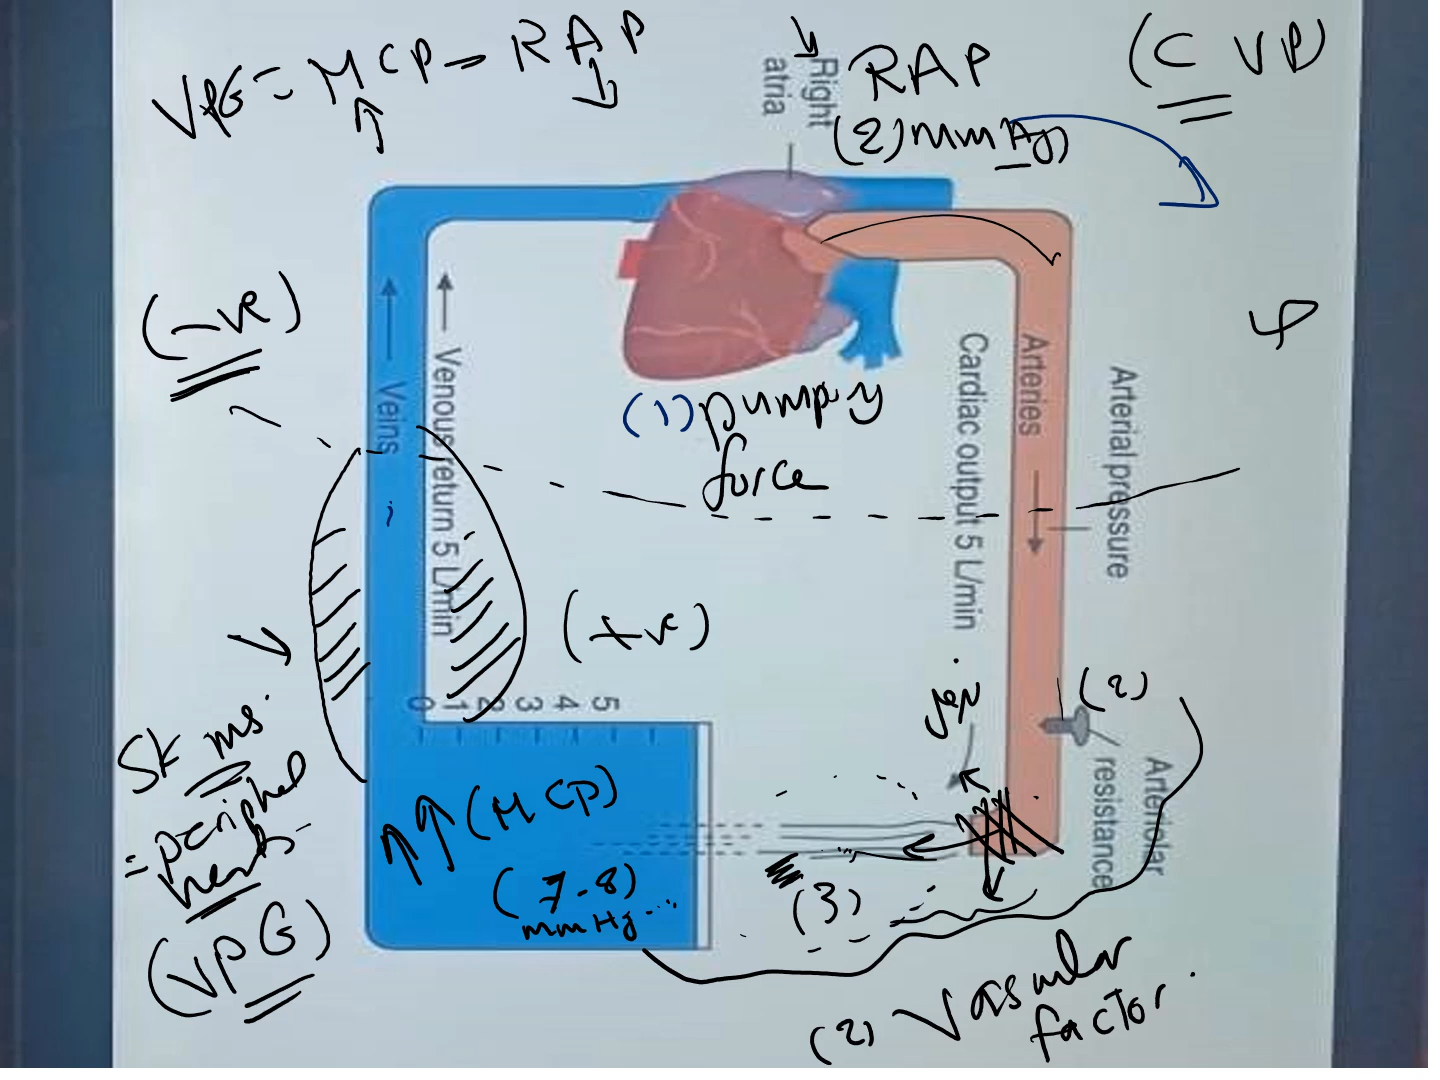 VPG = MCP - RAP
RAP
(2) mmHg
(CVP)
Right
atria
(-ve)
Veins
Venous return 5 L/min
(1) pumping
force
Cardiac output 5 L/min
Arteries
Arterial pressure
(+ve)
0 1 2 3 4 5
(2)
Arteriolar
resistance
Sk ms.
= peripheral
heart
(VPG)
(MCP)
(7-8)
mmHg
(3)
(2) Vascular
factor.